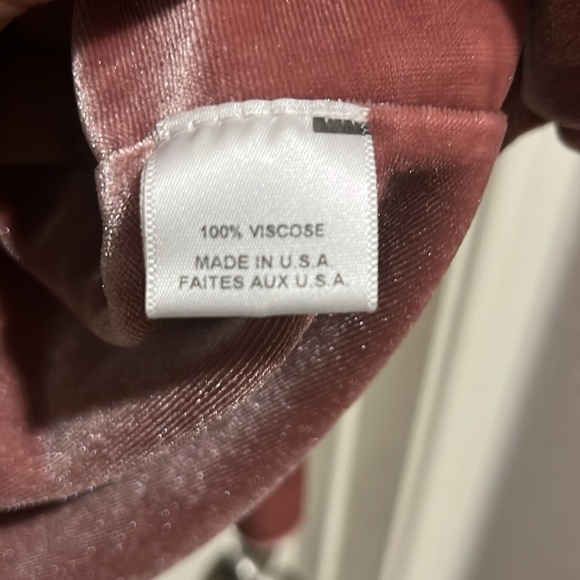 100% VISCOSE
MADE IN U.S.A.
FAITES AUX U.S.A.